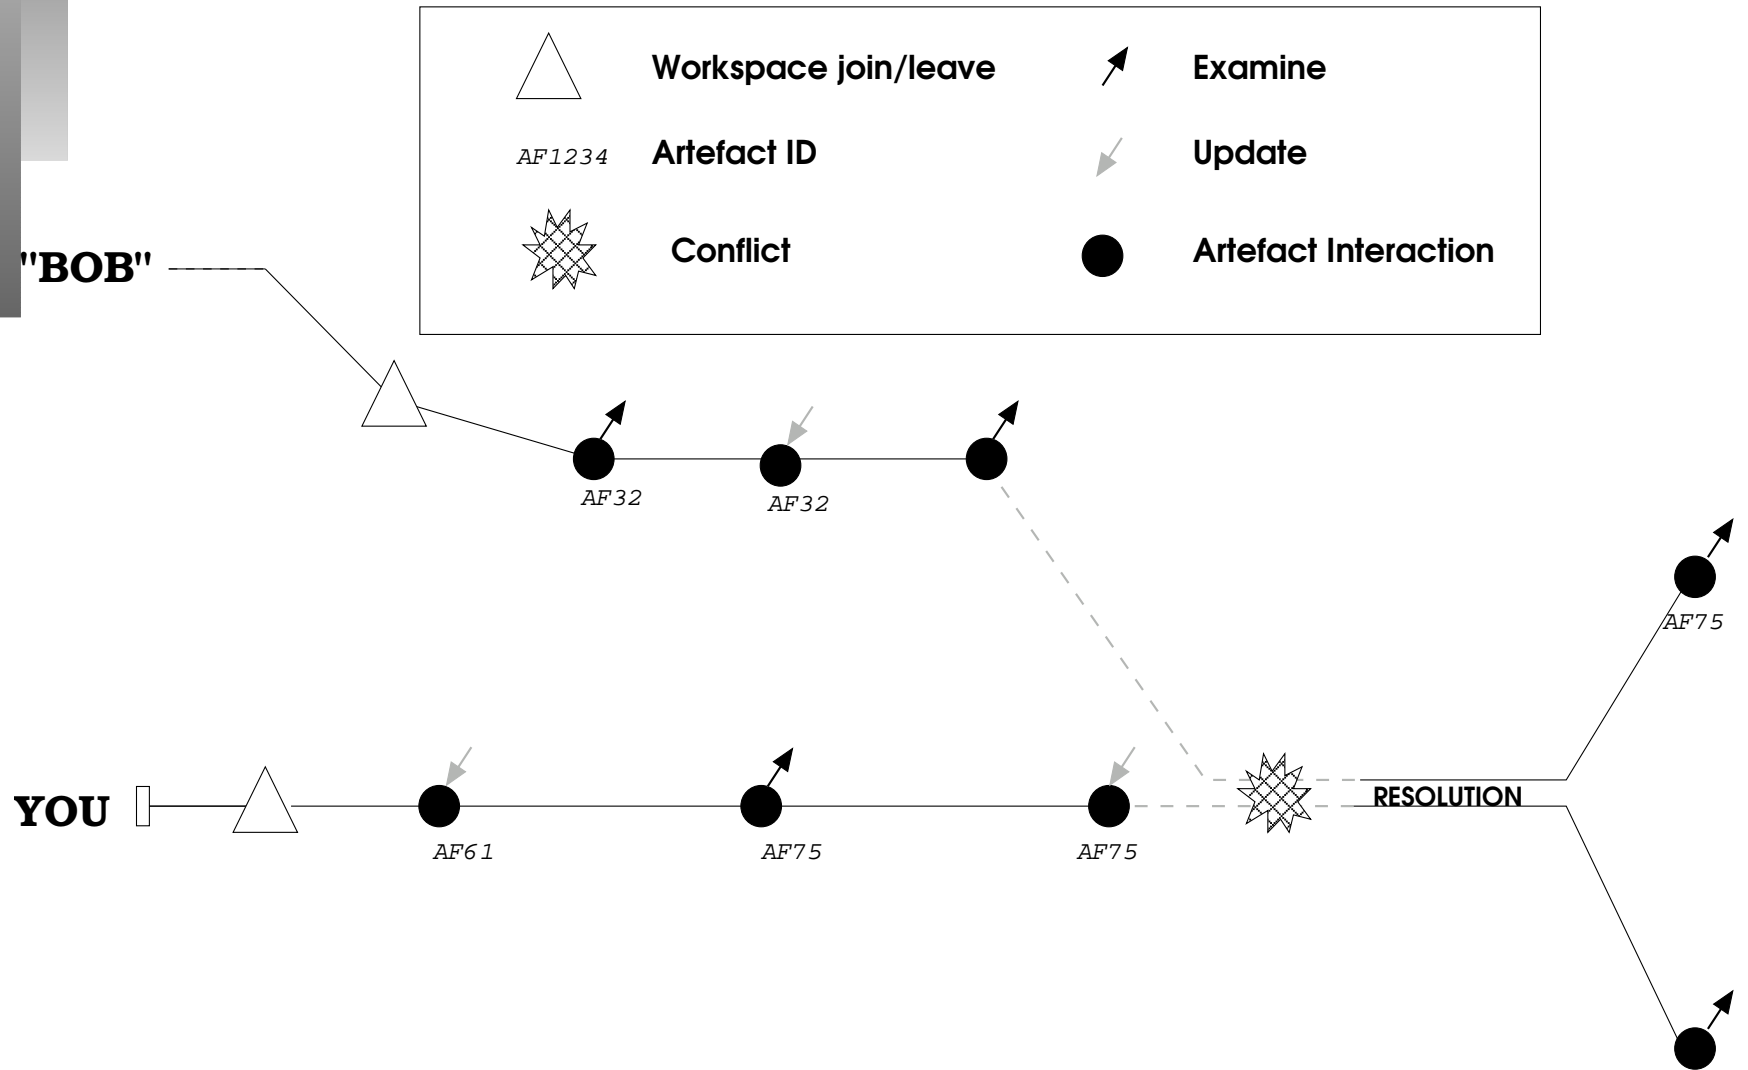 Workspace join/leave
Examine
AF1234
Artefact ID
Update
Conflict
Artefact Interaction
"BOB"
AF32
AF32
AF75
YOU
RESOLUTION
AF61
AF75
AF75